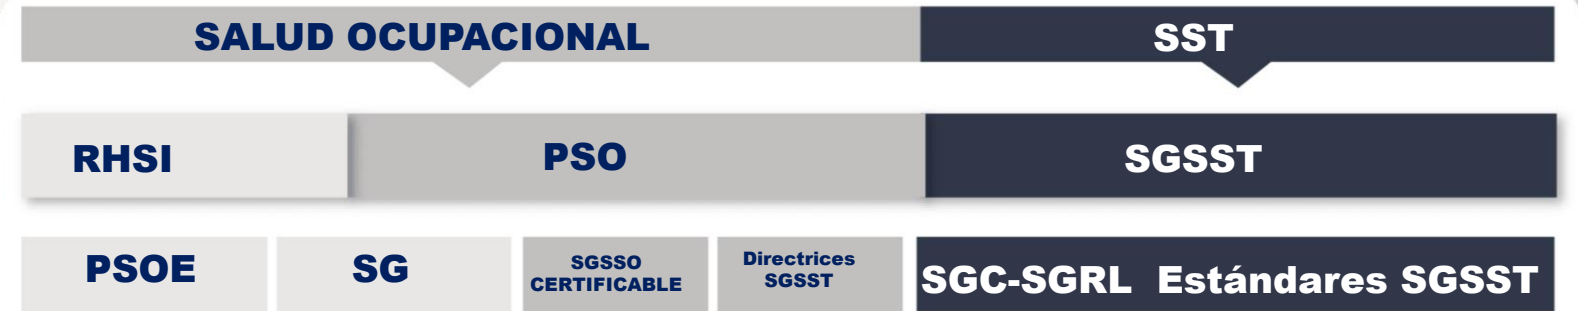 SALUD OCUPACIONAL
SST
RHSI
PSO
SGSST
PSOE
SG
SGSSO
CERTIFICABLE
Directrices
SGSST
SGC-SGRL Estándares SGSST